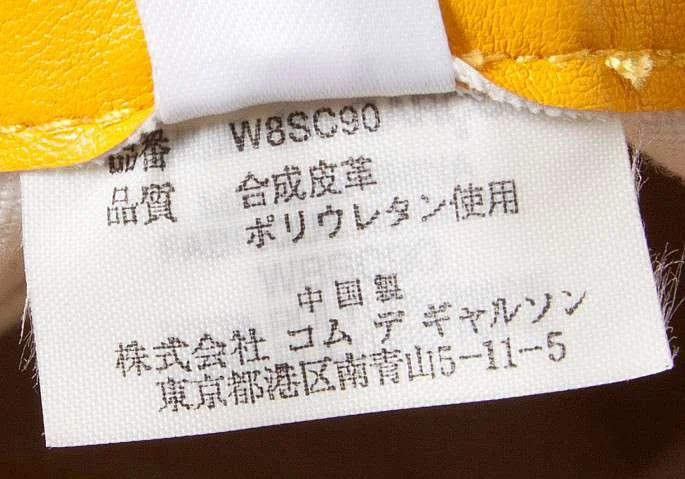 品番 W8SC90
品質 合成皮革
ポリウレタン使用
中国製
株式会社 コム デ ギャルソン
東京都港区南青山5-11-5